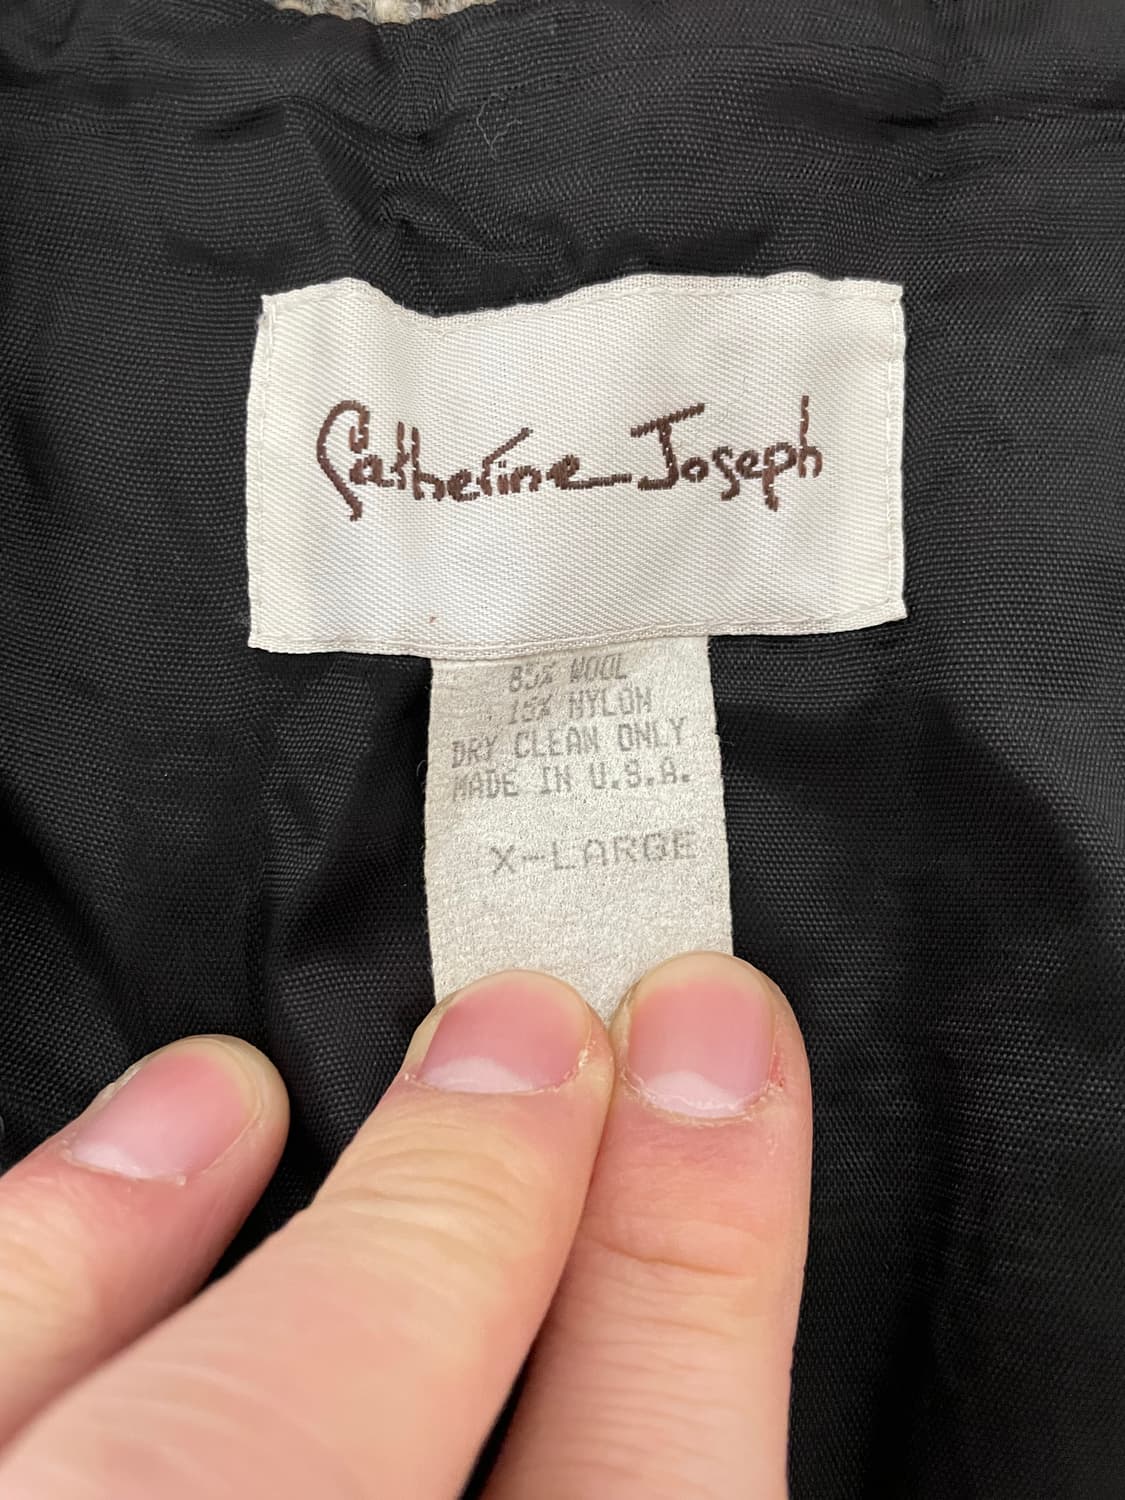 Catherine Joseph
85% WOOL
15% NYLON
DRY CLEAN ONLY
MADE IN U.S.A.
X-LARGE